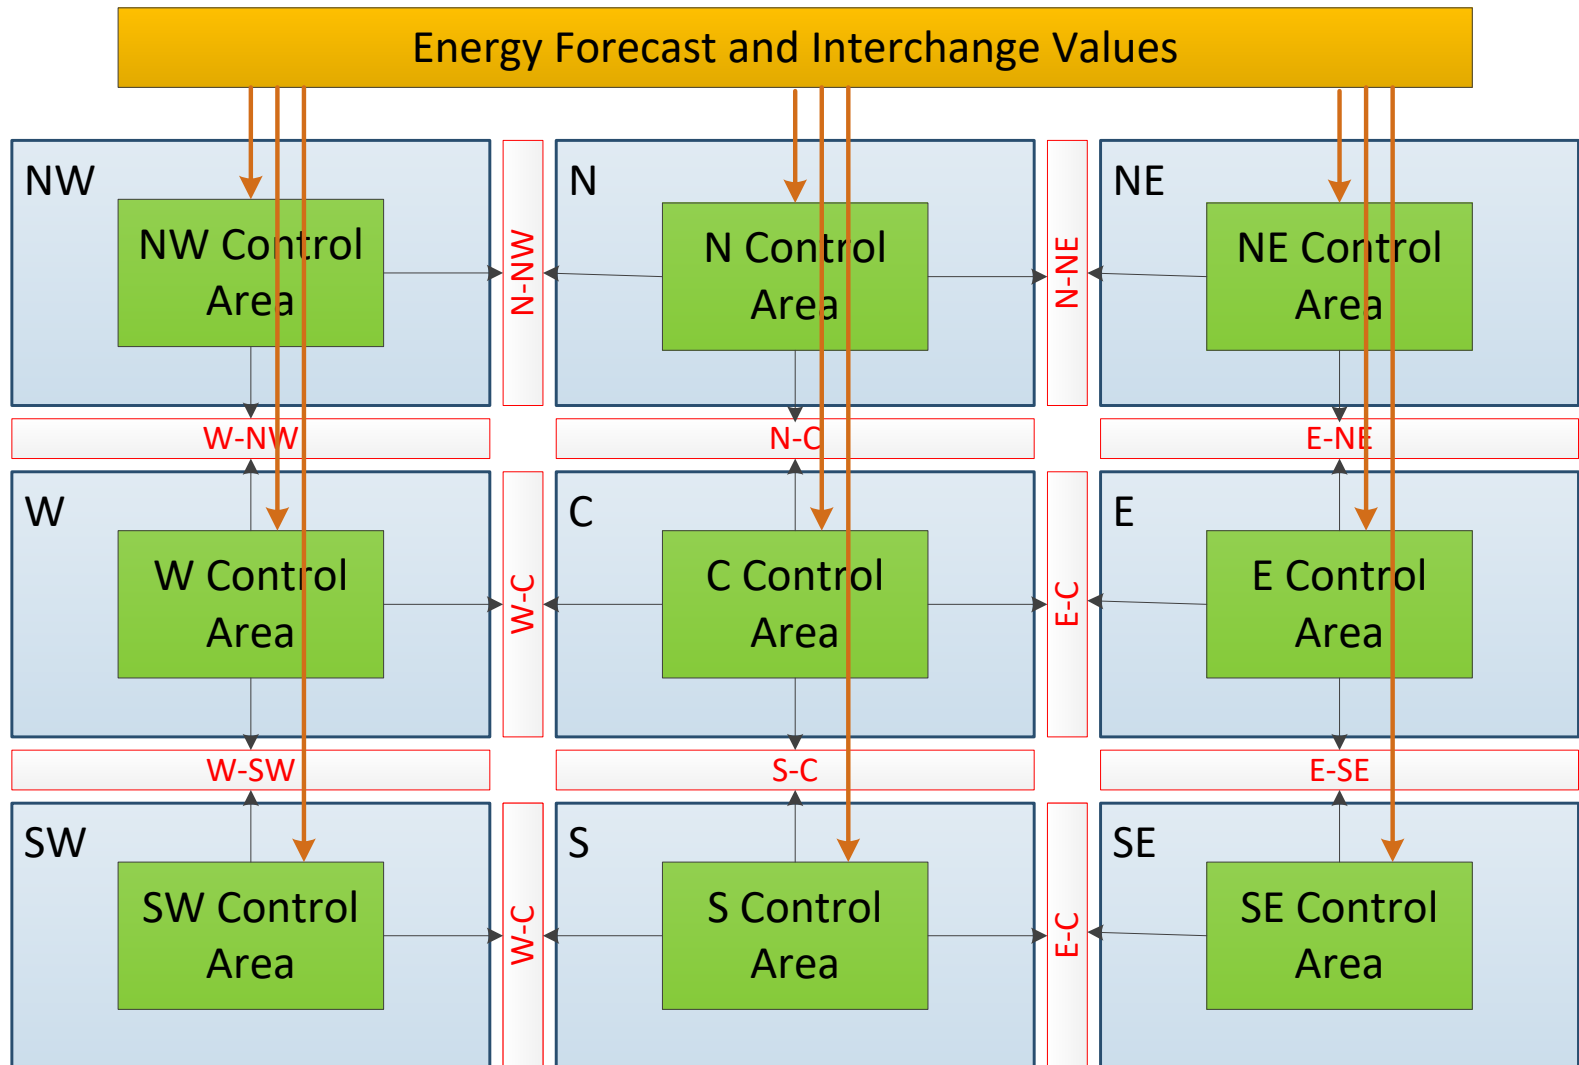 Energy Forecast and Interchange Values
NW
N
NE
NW Control
Area
N-NW
N Control
Area
N-NE
NE Control
Area
W-NW
N-C
E-NE
W
C
E
W Control
Area
W-C
C Control
Area
E-C
E Control
Area
W-SW
S-C
E-SE
SW
S
SE
SW Control
Area
W-C
S Control
Area
E-C
SE Control
Area